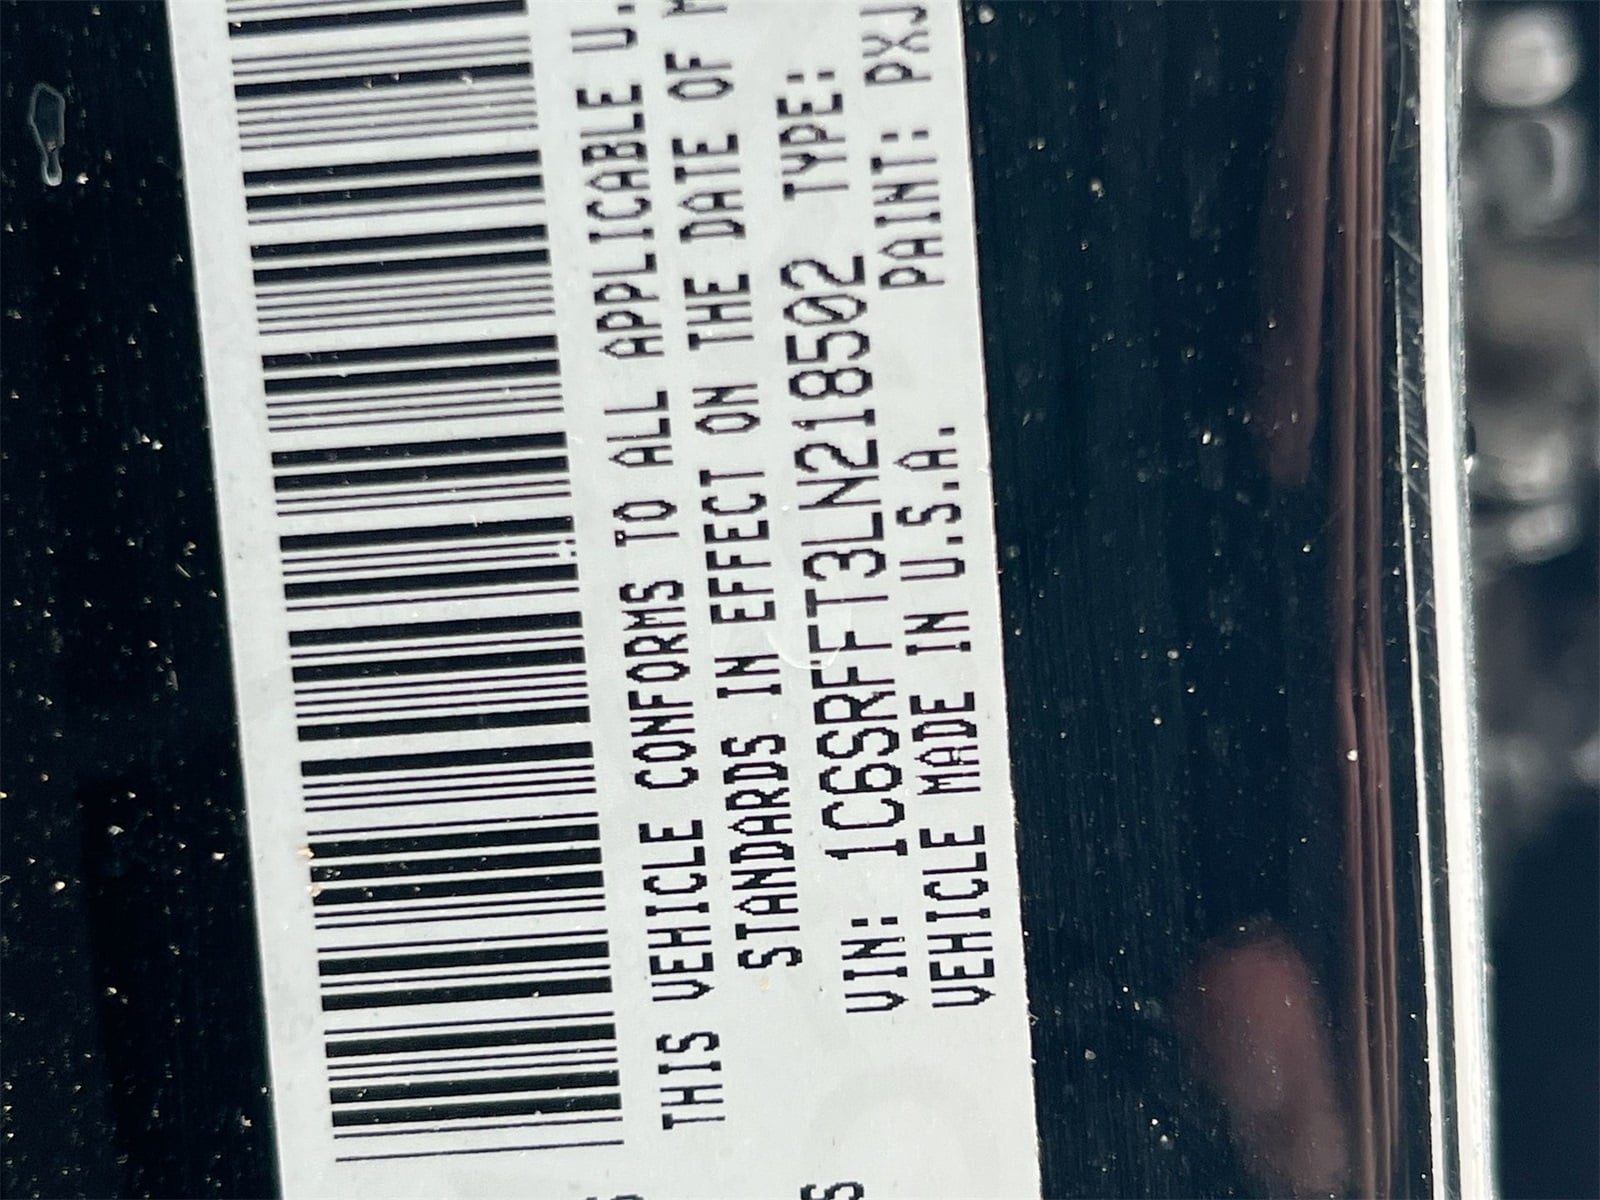 THIS VEHICLE CONFORMS TO ALL APPLICABLE U.
STANDARDS IN EFFECT ON THE DATE OF M
VIN: 1C6SRFFT3LN218502 TYPE:
VEHICLE MADE IN U.S.A. PAINT: PXJ